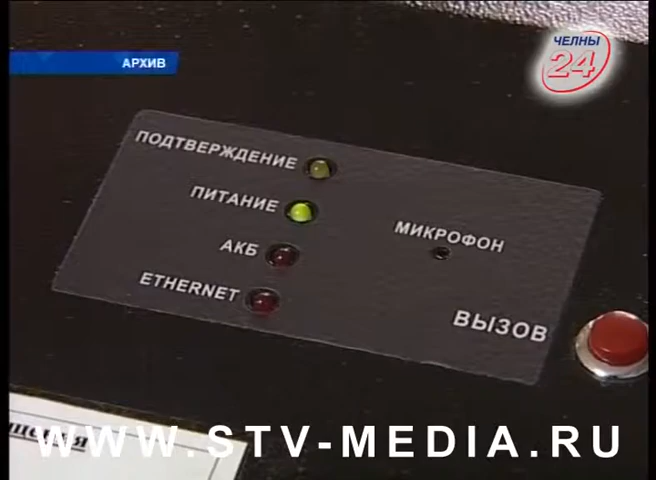 ЧЕЛНЫ
24
АРХИВ
ПОДТВЕРЖДЕНИЕ
ПИТАНИЕ
АКБ
ETHERNET
МИКРОФОН
ВЫЗОВ
WWW.STV-MEDIA.RU